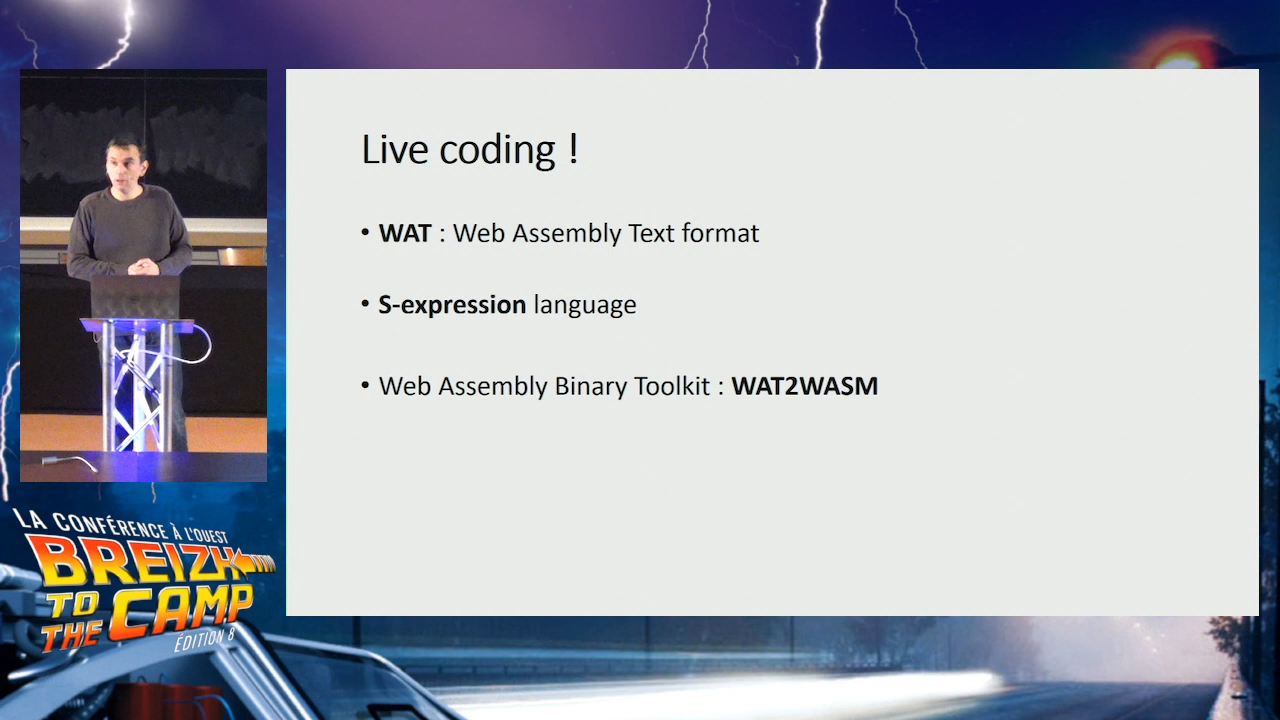 Live coding !
• WAT : Web Assembly Text format
• S-expression language
• Web Assembly Binary Toolkit : WAT2WASM
LA CONFÉRENCE À L'OUEST
BREIZH
TO
THE CAMP
ÉDITION 8